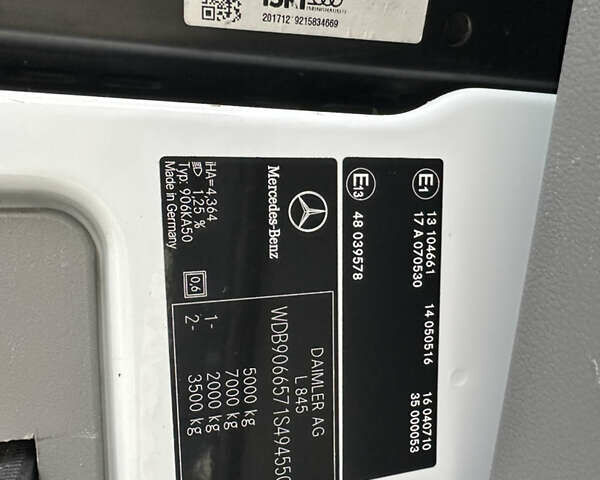 201712 9215834669
Mercedes-Benz
iHA=4,364
1,25 %
Typ: 906KA50
Made in Germany
0,6
DAIMLER AG
L 845
WDB9066571S49455
5000 kg
7000 kg
1- 2000 kg
2- 3500 kg
E1
13 104661 14 050516 16 040710
17 A 070530 35 000053
E13
48 039578